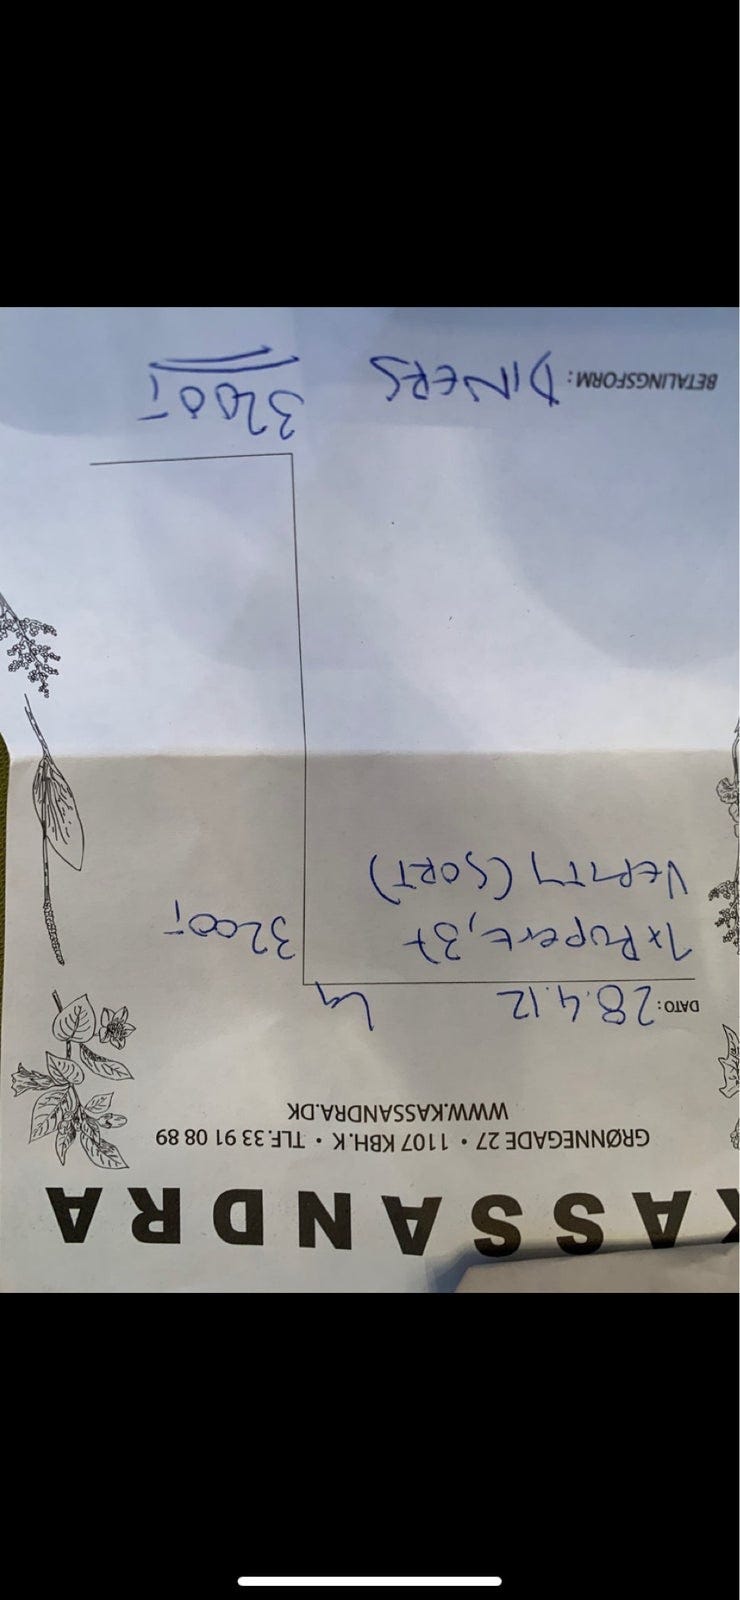 KASSANDRA
GRØNNEGADE 27 • 1107 KBH.K • TLF. 33 91 08 89
WWW.KASSANDRA.DK
DATO: 28.4.12
1x Rupert, 37 3200,-
(SORT)
BETALINGSFORM: DINERS 3200,-